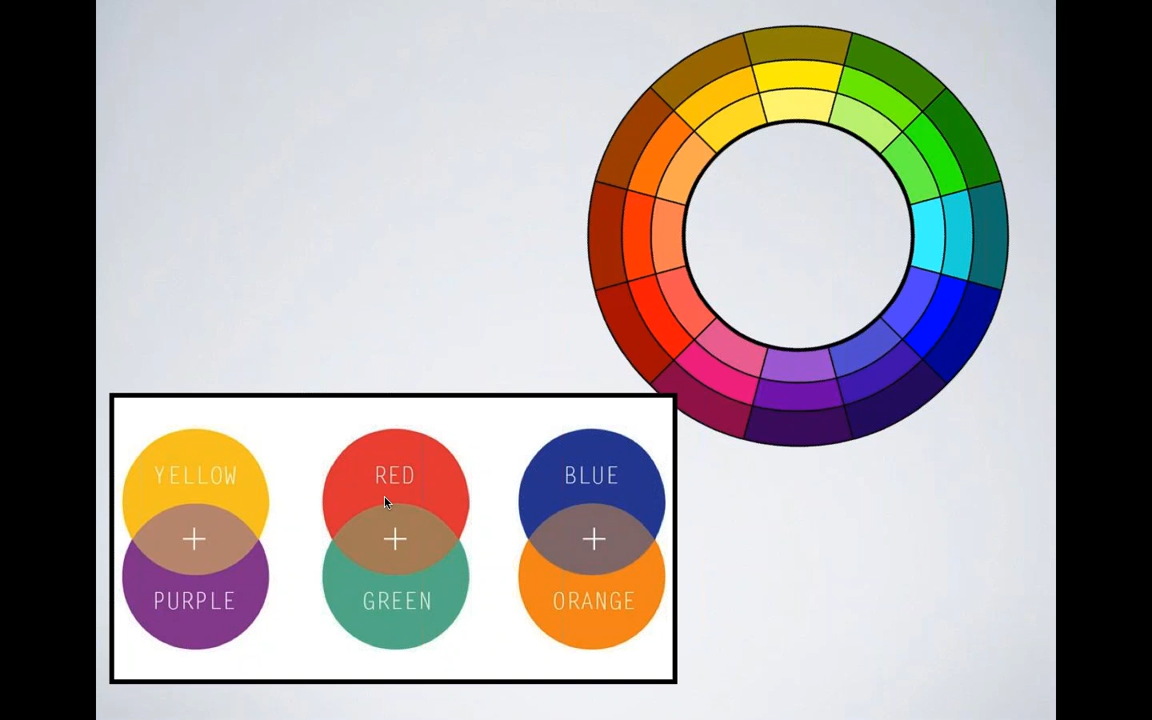 YELLOW
+
PURPLE
RED
+
GREEN
BLUE
+
ORANGE